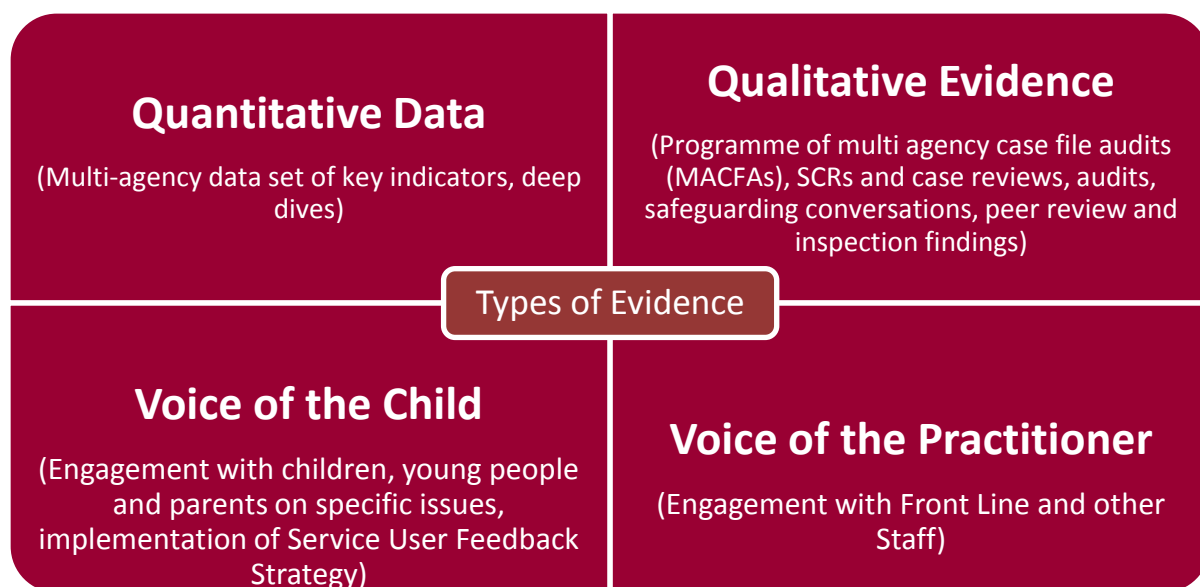 Quantitative Data
(Multi-agency data set of key indicators, deep
dives)
Qualitative Evidence
(Programme of multi agency case file audits
(MACFAs), SCRs and case reviews, audits,
safeguarding conversations, peer review and
inspection findings)
Types of Evidence
Voice of the Child
(Engagement with children, young people
and parents on specific issues,
implementation of Service User Feedback
Strategy)
Voice of the Practitioner
(Engagement with Front Line and other
Staff)